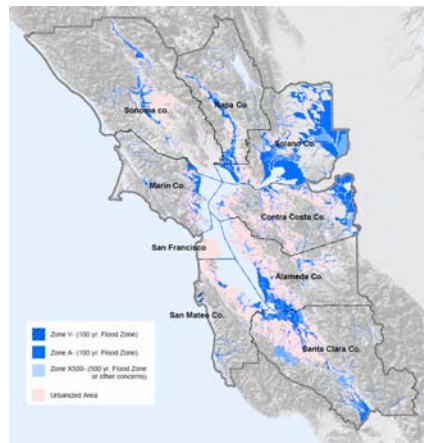 Sonoma co.
Napa Co.
Solano Co.
Marin Co.
Contra Costa Co.
San Francisco
Alameda Co.
San Mateo Co.
Santa Clara Co.
Zone V- (100 yr. Flood Zone)
Zone A- (100 yr. Flood Zone)
Zone X500- (500 yr. Flood Zone
or other concerns)
Urbanized Area